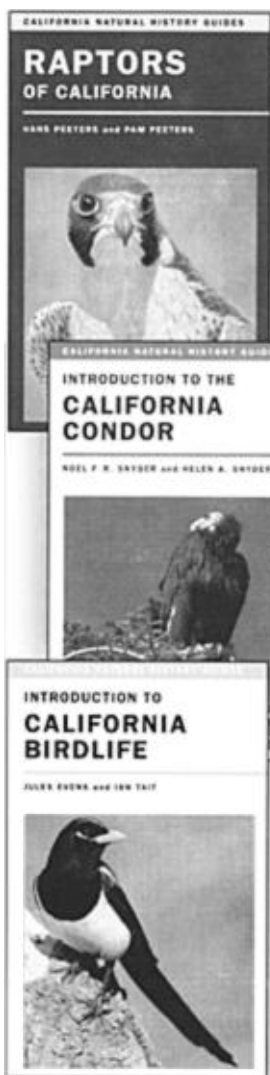 CALIFORNIA NATURAL HISTORY GUIDES
RAPTORS
OF CALIFORNIA
HANS PEETERS and PAM PEETERS
CALIFORNIA NATURAL HISTORY GUID
INTRODUCTION TO THE
CALIFORNIA
CONDOR
NOEL F. R. SNYDER and HELEN A. SNYDER
INTRODUCTION TO
CALIFORNIA
BIRDLIFE
JULES EVENS and IAN TAIT